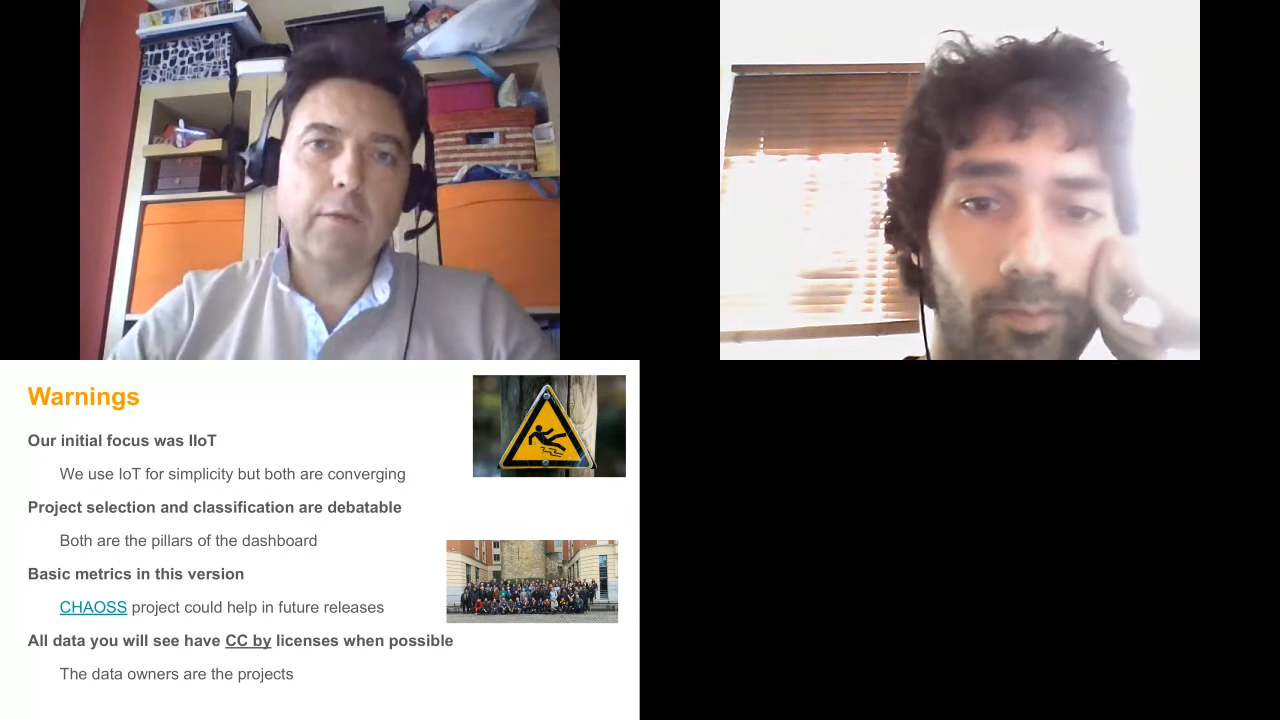 Warnings
Our initial focus was IIoT
We use IoT for simplicity but both are converging
Project selection and classification are debatable
Both are the pillars of the dashboard
Basic metrics in this version
CHAOSS project could help in future releases
All data you will see have CC by licenses when possible
The data owners are the projects